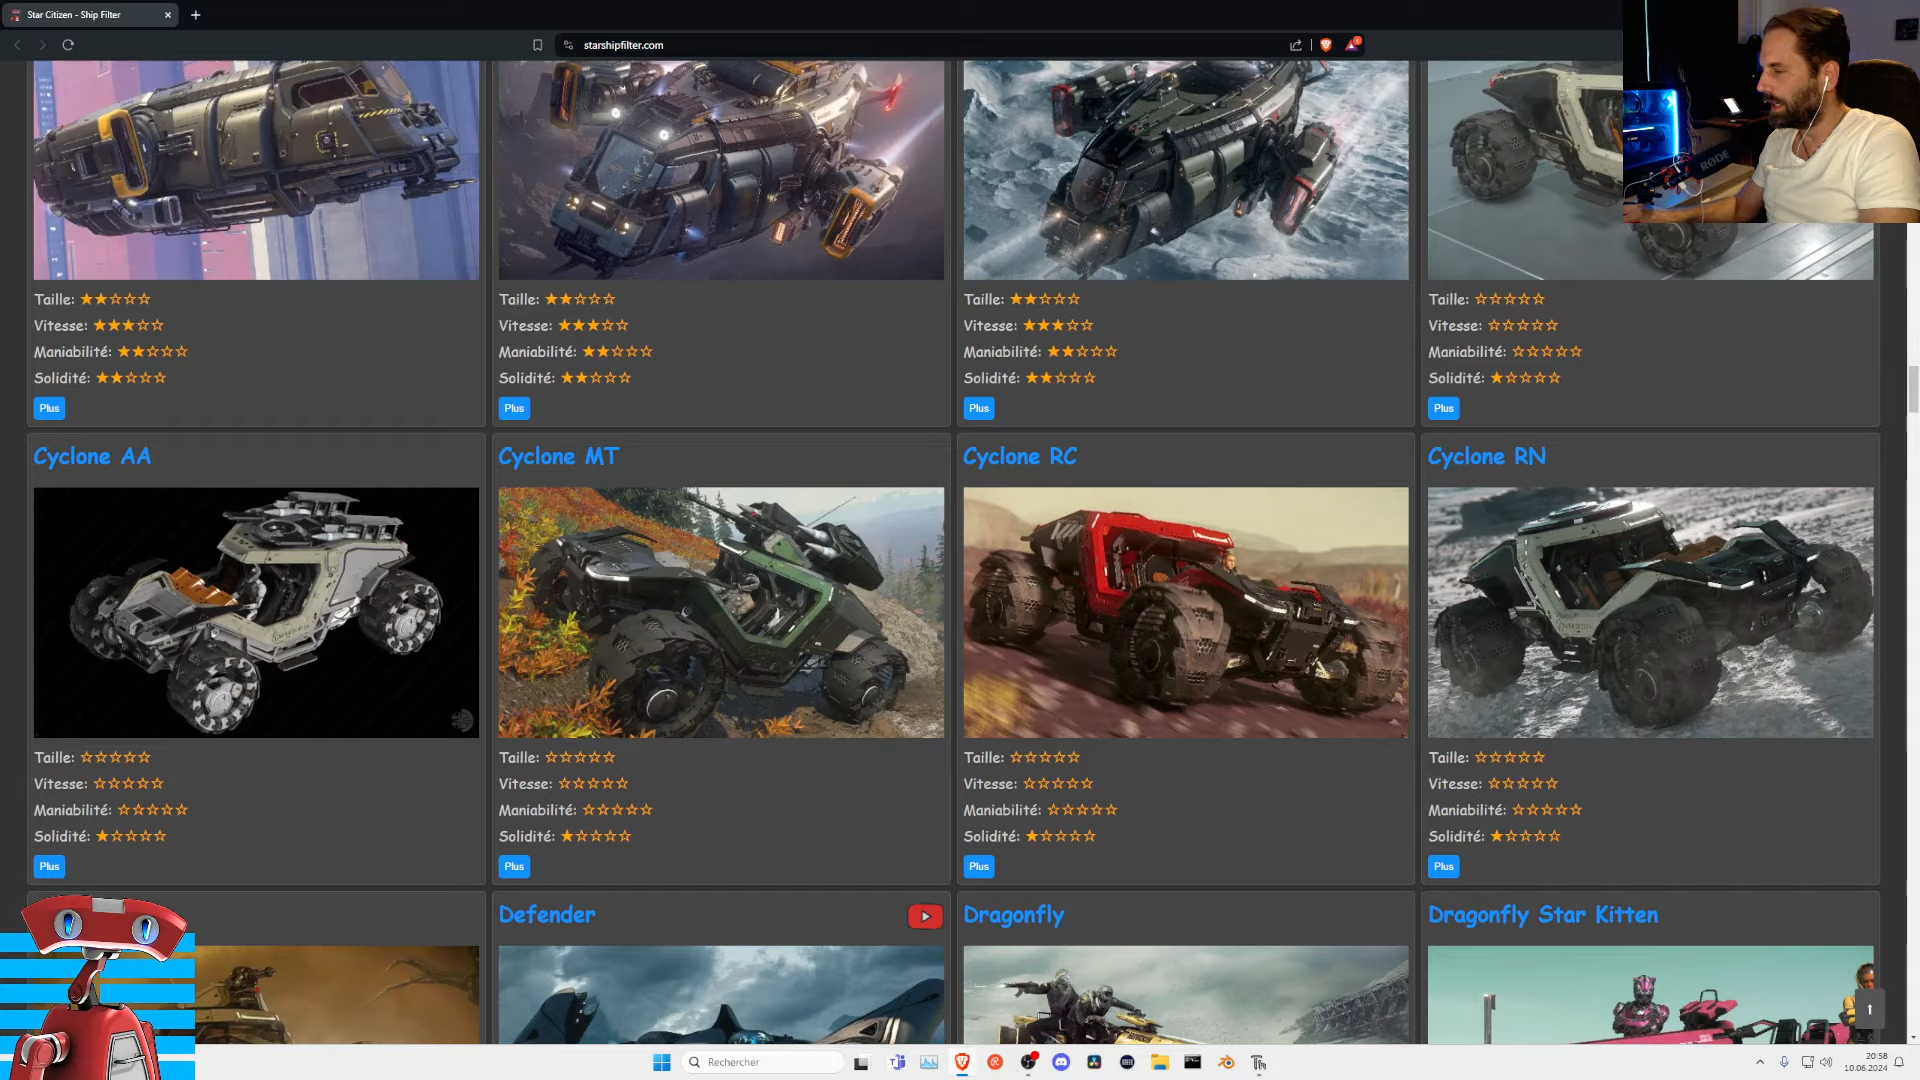 Star Citizen - Ship Filter
starshipfilter.com
RØDE
Taille: ★★☆☆☆
Vitesse: ★★★☆☆
Maniabilité: ★★☆☆☆
Solidité: ★★☆☆☆
Plus
Taille: ★★☆☆☆
Vitesse: ★★★☆☆
Maniabilité: ★★☆☆☆
Solidité: ★★☆☆☆
Plus
Taille: ★★☆☆☆
Vitesse: ★★★☆☆
Maniabilité: ★★☆☆☆
Solidité: ★★☆☆☆
Plus
Taille: ☆☆☆☆☆
Vitesse: ☆☆☆☆☆
Maniabilité: ☆☆☆☆☆
Solidité: ★☆☆☆☆
Plus
Cyclone AA
Taille: ☆☆☆☆☆
Vitesse: ☆☆☆☆☆
Maniabilité: ☆☆☆☆☆
Solidité: ★☆☆☆☆
Plus
Cyclone MT
Taille: ☆☆☆☆☆
Vitesse: ☆☆☆☆☆
Maniabilité: ☆☆☆☆☆
Solidité: ★☆☆☆☆
Plus
Cyclone RC
Taille: ☆☆☆☆☆
Vitesse: ☆☆☆☆☆
Maniabilité: ☆☆☆☆☆
Solidité: ★☆☆☆☆
Plus
Cyclone RN
Taille: ☆☆☆☆☆
Vitesse: ☆☆☆☆☆
Maniabilité: ☆☆☆☆☆
Solidité: ★☆☆☆☆
Plus
Defender
Dragonfly
Dragonfly Star Kitten
Rechercher
20:58
10.06.2024